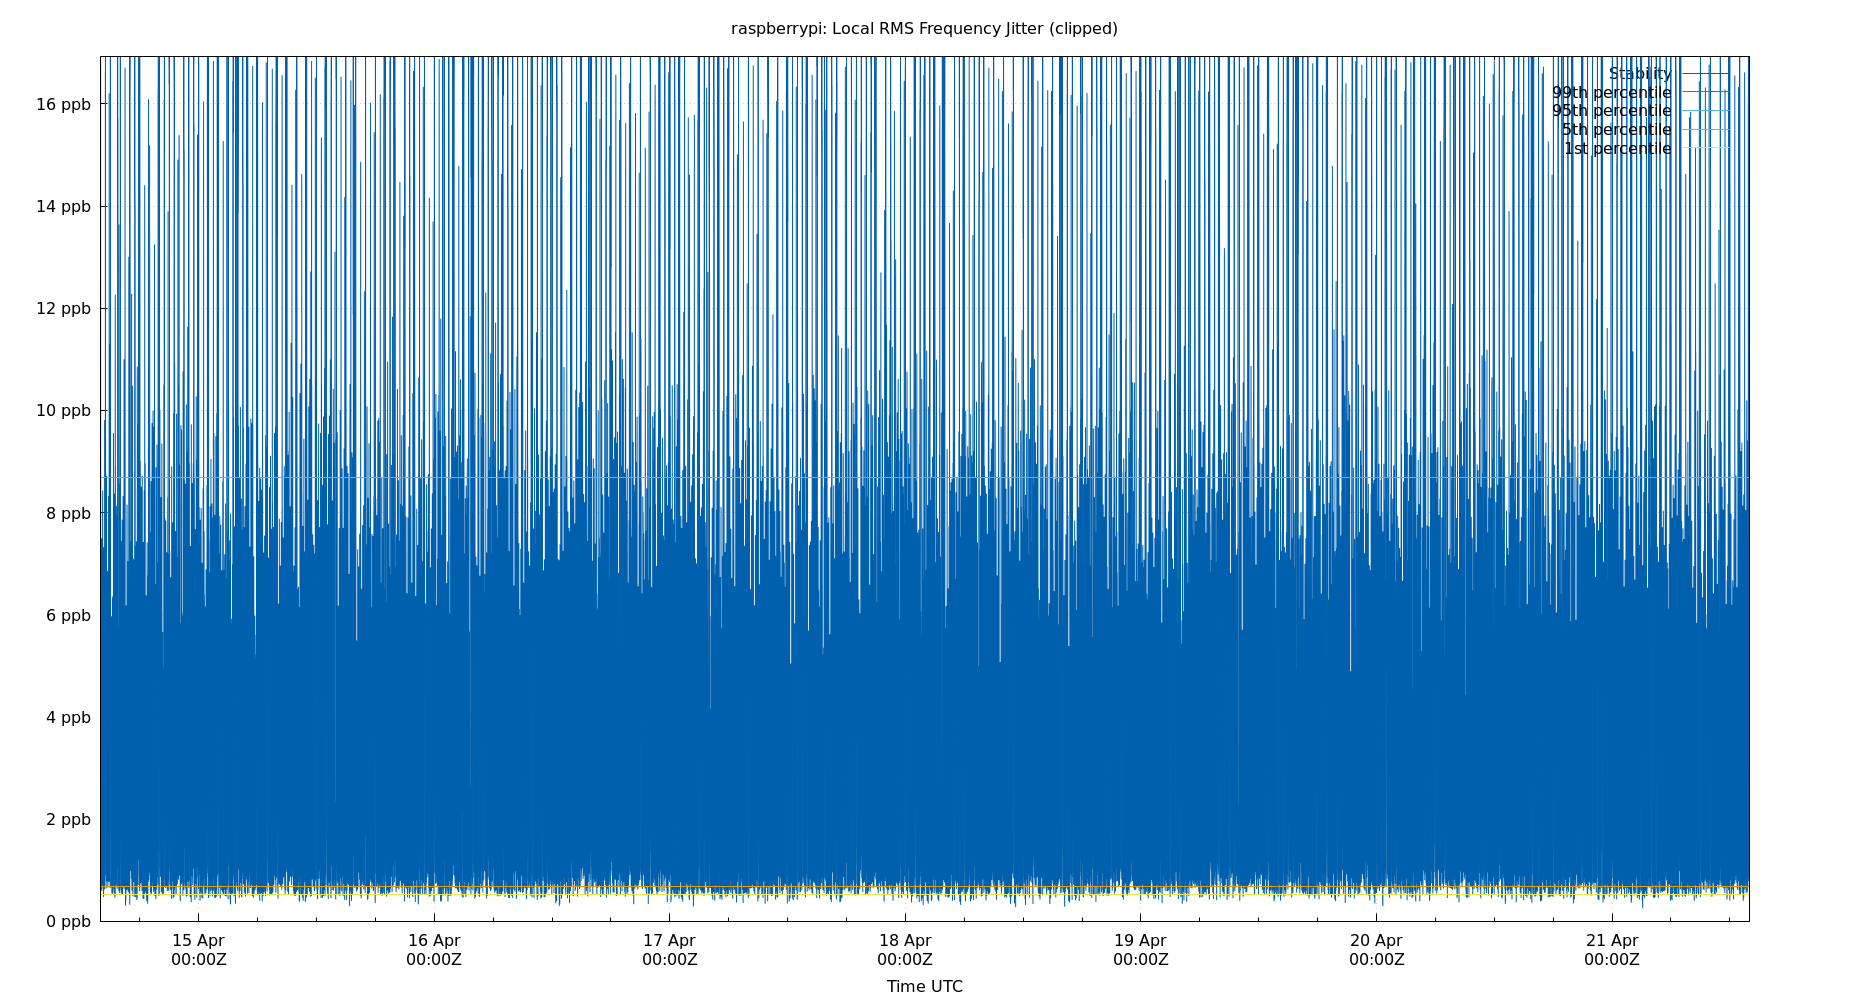 raspberrypi: Local RMS Frequency Jitter (clipped)
Stability
99th percentile
95th percentile
5th percentile
1st percentile
16 ppb
14 ppb
12 ppb
10 ppb
8 ppb
6 ppb
4 ppb
2 ppb
0 ppb
15 Apr 16 Apr 17 Apr 18 Apr 19 Apr 20 Apr 21 Apr
00:00Z 00:00Z 00:00Z 00:00Z 00:00Z 00:00Z 00:00Z
Time UTC